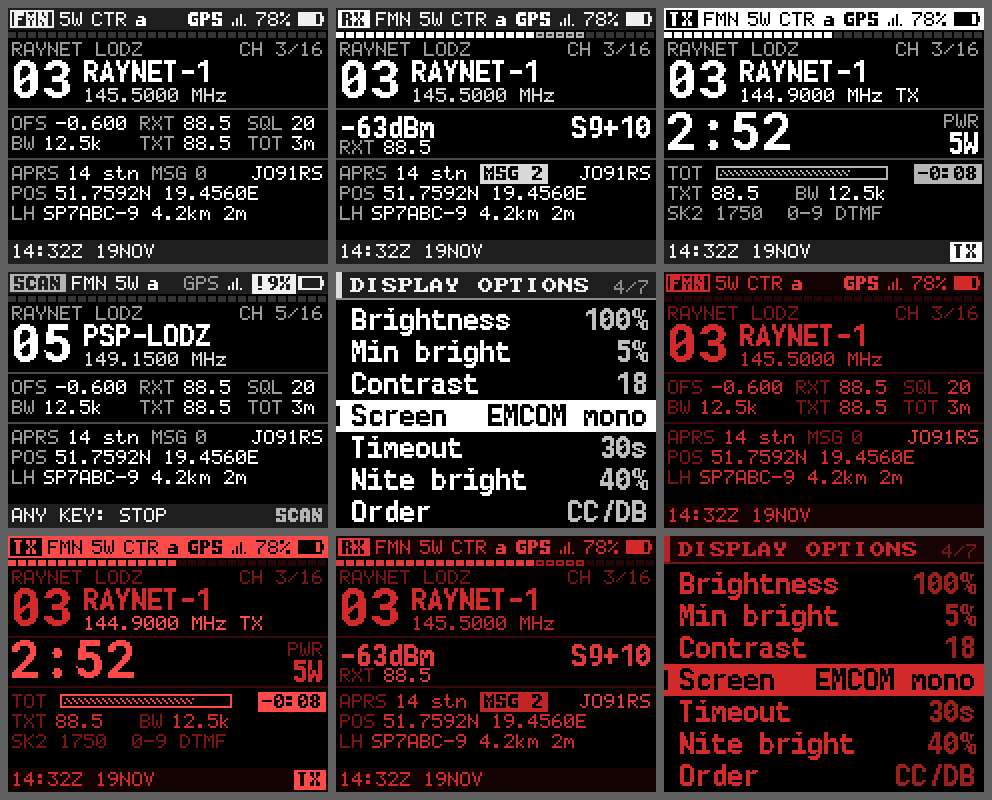 FMN 5W CTR a GPS 78%
RAYNET LODZ CH 3/16
03 RAYNET-1
145.5000 MHz
OFS -0.600 RXT 88.5 SQL 20
BW 12.5k TXT 88.5 TOT 3m
APRS 14 stn MSG 0 JO91RS
POS 51.7592N 19.4560E
LH SP7ABC-9 4.2km 2m
14:32Z 19NOV
RX FMN 5W CTR a GPS 78%
RAYNET LODZ CH 3/16
03 RAYNET-1
145.5000 MHz
-63dBm S9+10
RXT 88.5
APRS 14 stn MSG 2 JO91RS
POS 51.7592N 19.4560E
LH SP7ABC-9 4.2km 2m
14:32Z 19NOV
TX FMN 5W CTR a GPS 78%
RAYNET LODZ CH 3/16
03 RAYNET-1
144.9000 MHz TX
2:52 PWR
5W
TOT -0:08
TXT 88.5 BW 12.5k
SK2 1750 0-9 DTMF
14:32Z 19NOV TX
SCAN FMN 5W a GPS !9%
RAYNET LODZ CH 5/16
05 PSP-LODZ
149.1500 MHz
OFS -0.600 RXT 88.5 SQL 20
BW 12.5k TXT 88.5 TOT 3m
APRS 14 stn MSG 0 JO91RS
POS 51.7592N 19.4560E
LH SP7ABC-9 4.2km 2m
ANY KEY: STOP SCAN
DISPLAY OPTIONS 4/7
Brightness 100%
Min bright 5%
Contrast 18
Screen EMCOM mono
Timeout 30s
Nite bright 40%
Order CC/DB
FMN 5W CTR a GPS 78%
RAYNET LODZ CH 3/16
03 RAYNET-1
145.5000 MHz
OFS -0.600 RXT 88.5 SQL 20
BW 12.5k TXT 88.5 TOT 3m
APRS 14 stn MSG 0 JO91RS
POS 51.7592N 19.4560E
LH SP7ABC-9 4.2km 2m
14:32Z 19NOV
TX FMN 5W CTR a GPS 78%
RAYNET LODZ CH 3/16
03 RAYNET-1
144.9000 MHz TX
2:52 PWR
5W
TOT -0:08
TXT 88.5 BW 12.5k
SK2 1750 0-9 DTMF
14:32Z 19NOV TX
RX FMN 5W CTR a GPS 78%
RAYNET LODZ CH 3/16
03 RAYNET-1
145.5000 MHz
-63dBm S9+10
RXT 88.5
APRS 14 stn MSG 2 JO91RS
POS 51.7592N 19.4560E
LH SP7ABC-9 4.2km 2m
14:32Z 19NOV
DISPLAY OPTIONS 4/7
Brightness 100%
Min bright 5%
Contrast 18
Screen EMCOM mono
Timeout 30s
Nite bright 40%
Order CC/DB